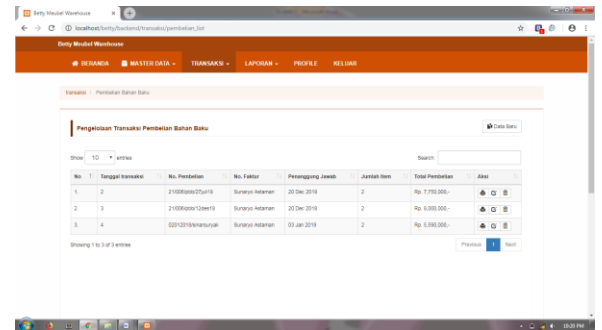 Betty Meubel Warehouse
localhost/betty/backend/transaksi/pembelian_list
Betty Meubel Warehouse
BERANDA MASTER DATA TRANSAKSI LAPORAN PROFILE KELUAR
transaksi / Pembelian Bahan Baku
Pengelolaan Transaksi Pembelian Bahan Baku
Data Baru
Show 10 entries Search:
No Tanggal transaksi No. Pembelian No. Faktur Penanggung Jawab Jumlah Item Total Pembelian Aksi
1. 2 Sunaryo Astaman 20 Dec 2019 2 Rp. 7,750,000,-
2. 3 Sunaryo Astaman 20 Dec 2019 2 Rp. 6,000,000,-
3. 4 Sunaryo Astaman 03 Jan 2019 2 Rp. 5,550,000,-
Showing 1 to 3 of 3 entries
Previous 1 Next
10:20 PM